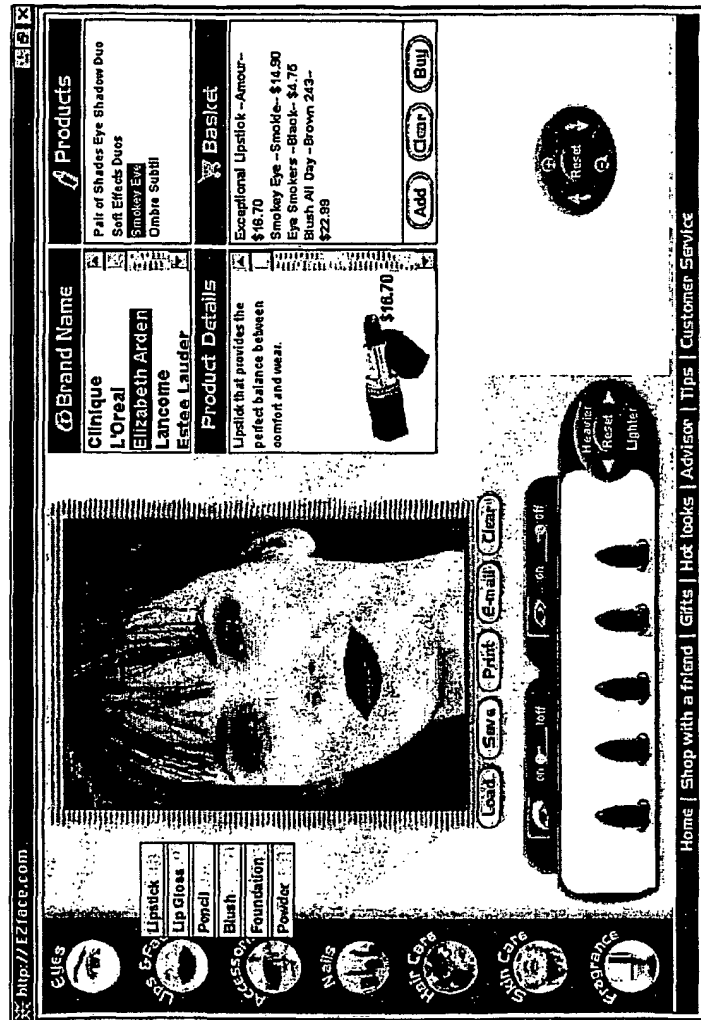 http://EZface.com
Eyes
Lips & Fa
Accessor
Nails
Hair Care
Skin Care
Fragrance
Lipstick
Lip Gloss
Pencil
Blush
Foundation
Powder
Load
Save
Print
E-mail
Clear
on off
on off
Heavier
Reset
Lighter
Brand Name
Clinique
L'Oreal
Elizabeth Arden
Lancome
Estee Lauder
Products
Pair of Shades Eye Shadow Duo
Soft Effects Duos
Smokey Eye
Ombre Subtil
Product Details
Lipstick that provides the
perfect balance between
comfort and wear.
$16.70
Basket
Exceptional Lipstick –Amour–
$16.70
Smokey Eye –Smokie– $14.90
Eye Smokers –Black– $4.75
Blush All Day –Brown 243–
$22.99
Add
Clear
Buy
Reset
Home | Shop with a friend | Gifts | Hot looks | Advisor | Tips | Customer Service